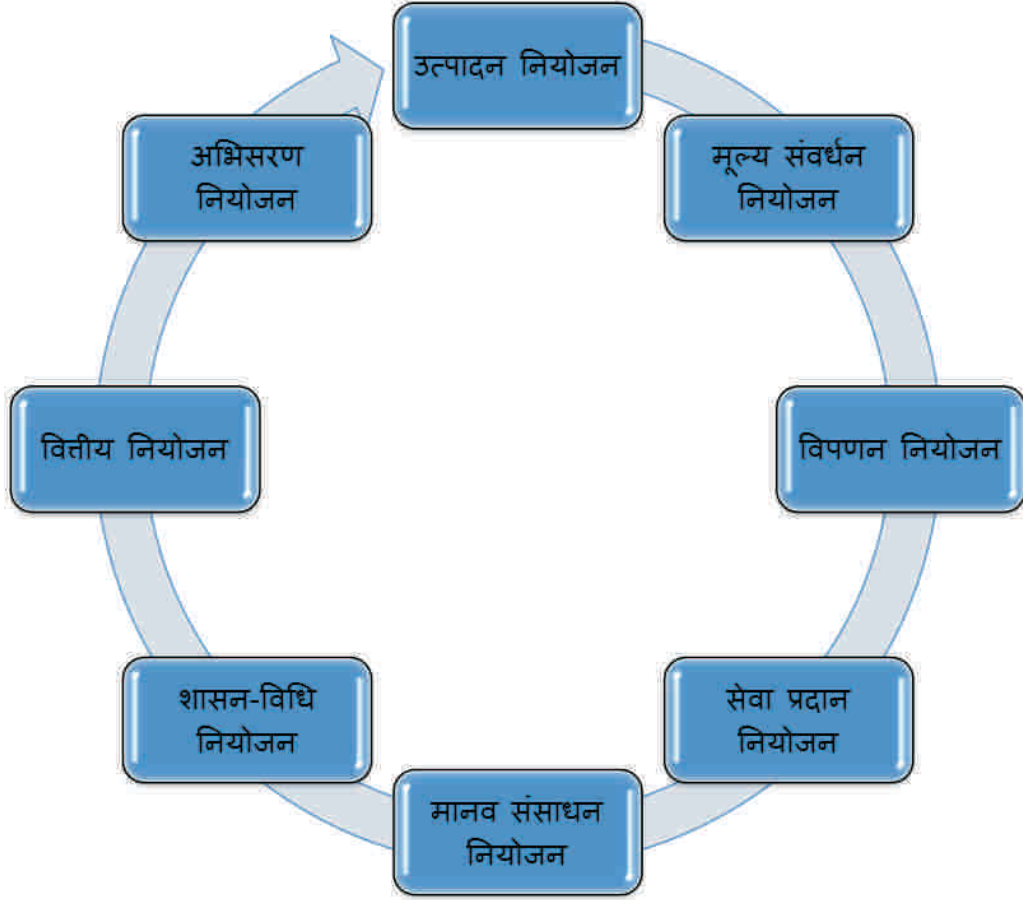 उत्पादन नियोजन
मूल्य संवर्धन
नियोजन
विपणन नियोजन
सेवा प्रदान
नियोजन
मानव संसाधन
नियोजन
शासन-विधि
नियोजन
वित्तीय नियोजन
अभिसरण
नियोजन